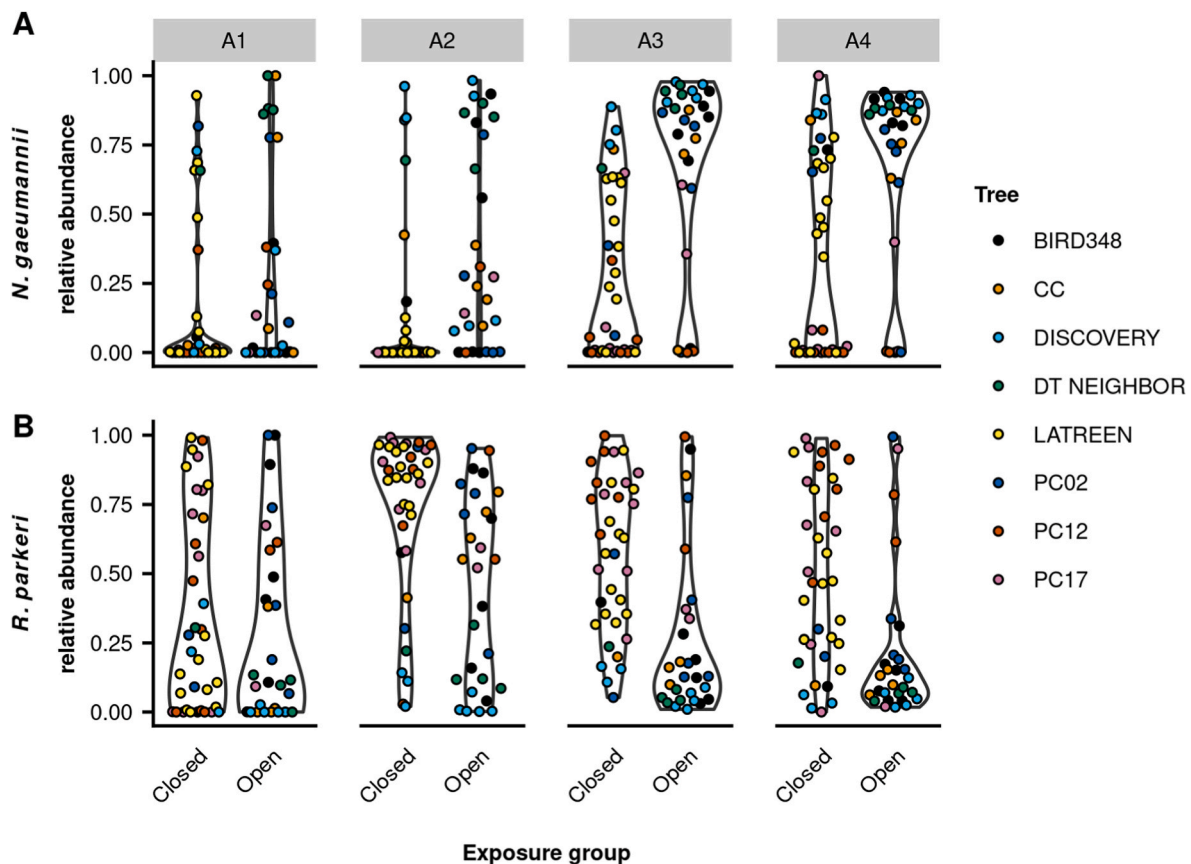 A
A1 A2 A3 A4
N. gaeumannii
relative abundance
1.00
0.75
0.50
0.25
0.00
B
R. parkeri
relative abundance
1.00
0.75
0.50
0.25
0.00
Closed Open Closed Open Closed Open Closed Open
Exposure group
Tree
BIRD348
CC
DISCOVERY
DT NEIGHBOR
LATREEN
PC02
PC12
PC17